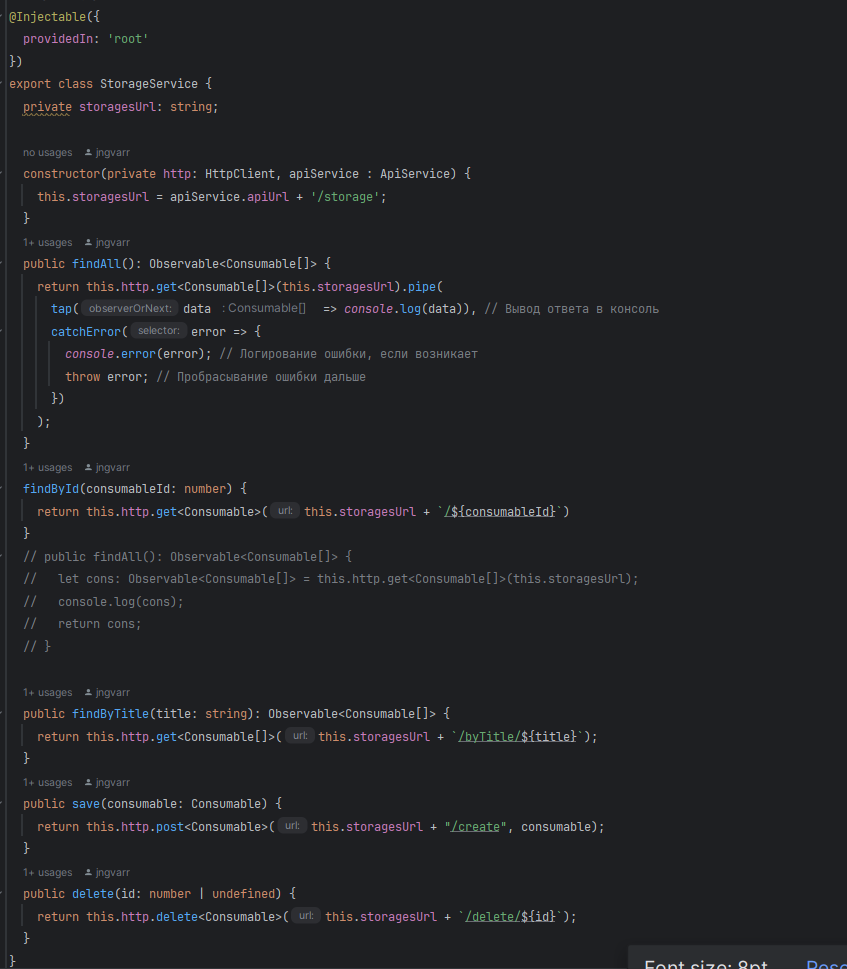 @Injectable({
providedIn: 'root'
})
export class StorageService {
private storagesUrl: string;
no usages jngvarr
constructor(private http: HttpClient, apiService : ApiService) {
this.storagesUrl = apiService.apiUrl + '/storage';
}
1+ usages jngvarr
public findAll(): Observable<Consumable[]> {
return this.http.get<Consumable[]>(this.storagesUrl).pipe(
tap( observerOrNext: data : Consumable[] => console.log(data)), // Вывод ответа в консоль
catchError( selector: error => {
console.error(error); // Логирование ошибки, если возникает
throw error; // Пробрасывание ошибки дальше
})
);
}
1+ usages jngvarr
findById(consumableId: number) {
return this.http.get<Consumable>( url: this.storagesUrl + `/${consumableId}`)
}
// public findAll(): Observable<Consumable[]> {
// let cons: Observable<Consumable[]> = this.http.get<Consumable[]>(this.storagesUrl);
// console.log(cons);
// return cons;
// }
1+ usages jngvarr
public findByTitle(title: string): Observable<Consumable[]> {
return this.http.get<Consumable[]>( url: this.storagesUrl + `/byTitle/${title}`);
}
1+ usages jngvarr
public save(consumable: Consumable) {
return this.http.post<Consumable>( url: this.storagesUrl + "/create", consumable);
}
1+ usages jngvarr
public delete(id: number | undefined) {
return this.http.delete<Consumable>( url: this.storagesUrl + `/delete/${id}`);
}
}
Font size: 8pt